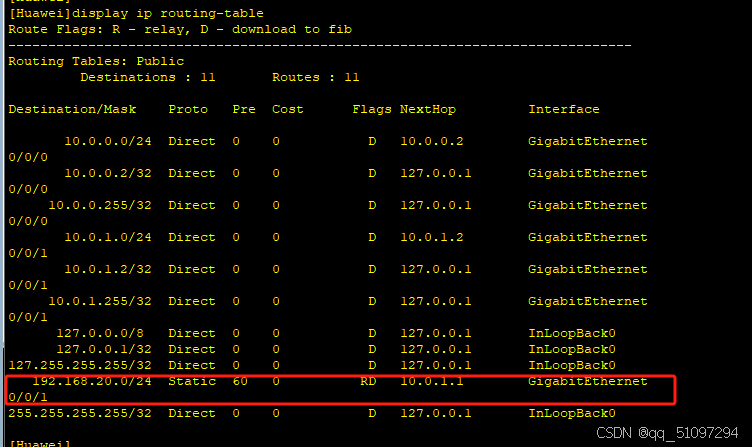 [Huawei]display ip routing-table
Route Flags: R - relay, D - download to fib
------------------------------------------------------------------------------
Routing Tables: Public
         Destinations : 11       Routes : 11
Destination/Mask    Proto   Pre  Cost      Flags NextHop         Interface
       10.0.0.0/24  Direct  0    0           D   10.0.0.2        GigabitEthernet
0/0/0
       10.0.0.2/32  Direct  0    0           D   127.0.0.1       GigabitEthernet
0/0/0
     10.0.0.255/32  Direct  0    0           D   127.0.0.1       GigabitEthernet
0/0/0
       10.0.1.0/24  Direct  0    0           D   10.0.1.2        GigabitEthernet
0/0/1
       10.0.1.2/32  Direct  0    0           D   127.0.0.1       GigabitEthernet
0/0/1
     10.0.1.255/32  Direct  0    0           D   127.0.0.1       GigabitEthernet
0/0/1
      127.0.0.0/8   Direct  0    0           D   127.0.0.1       InLoopBack0
      127.0.0.1/32  Direct  0    0           D   127.0.0.1       InLoopBack0
127.255.255.255/32  Direct  0    0           D   127.0.0.1       InLoopBack0
   192.168.20.0/24  Static  60   0          RD   10.0.1.1        GigabitEthernet
0/0/1
255.255.255.255/32  Direct  0    0           D   127.0.0.1       InLoopBack0
[Huawei]
CSDN @qq_51097294